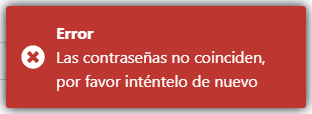 Error
Las contraseñas no coinciden,
por favor inténtelo de nuevo